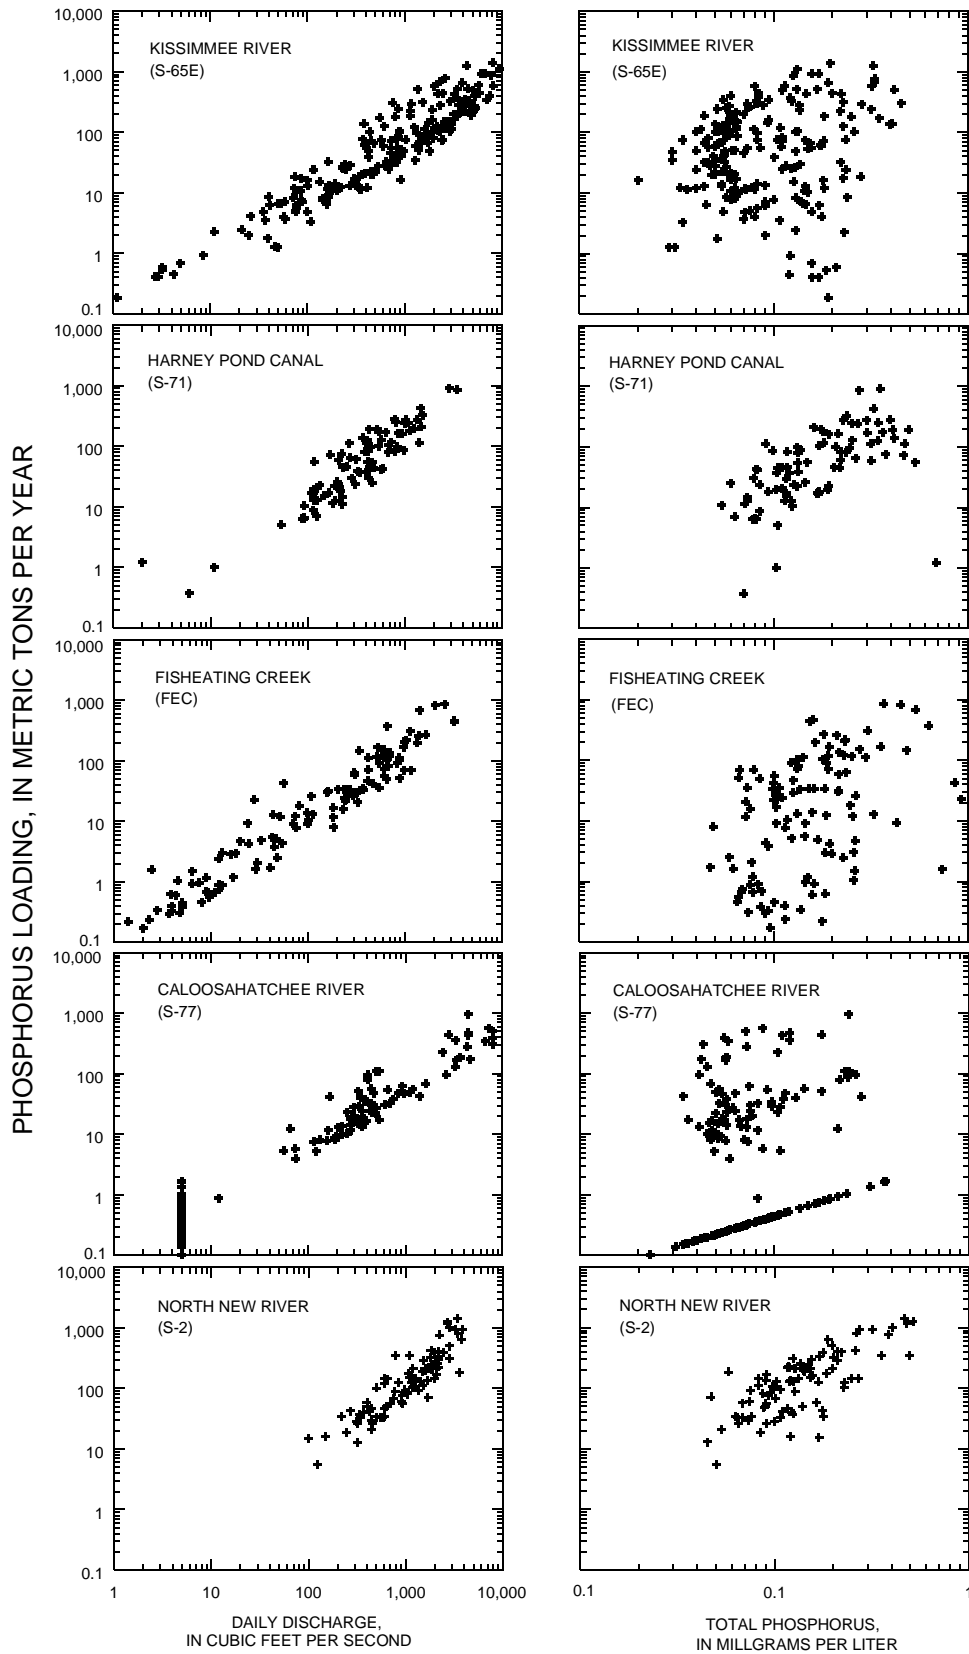 PHOSPHORUS LOADING, IN METRIC TONS PER YEAR
10,000
1,000
100
10
1
0.1
KISSIMMEE RIVER
(S-65E)
KISSIMMEE RIVER
(S-65E)
10,000
1,000
100
10
1
0.1
HARNEY POND CANAL
(S-71)
HARNEY POND CANAL
(S-71)
10,000
1,000
100
10
1
0.1
FISHEATING CREEK
(FEC)
FISHEATING CREEK
(FEC)
10,000
1,000
100
10
1
0.1
CALOOSAHATCHEE RIVER
(S-77)
CALOOSAHATCHEE RIVER
(S-77)
10,000
1,000
100
10
1
0.1
NORTH NEW RIVER
(S-2)
NORTH NEW RIVER
(S-2)
1 10 100 1,000 10,000
0.1 0.1 1
DAILY DISCHARGE,
IN CUBIC FEET PER SECOND
TOTAL PHOSPHORUS,
IN MILLGRAMS PER LITER